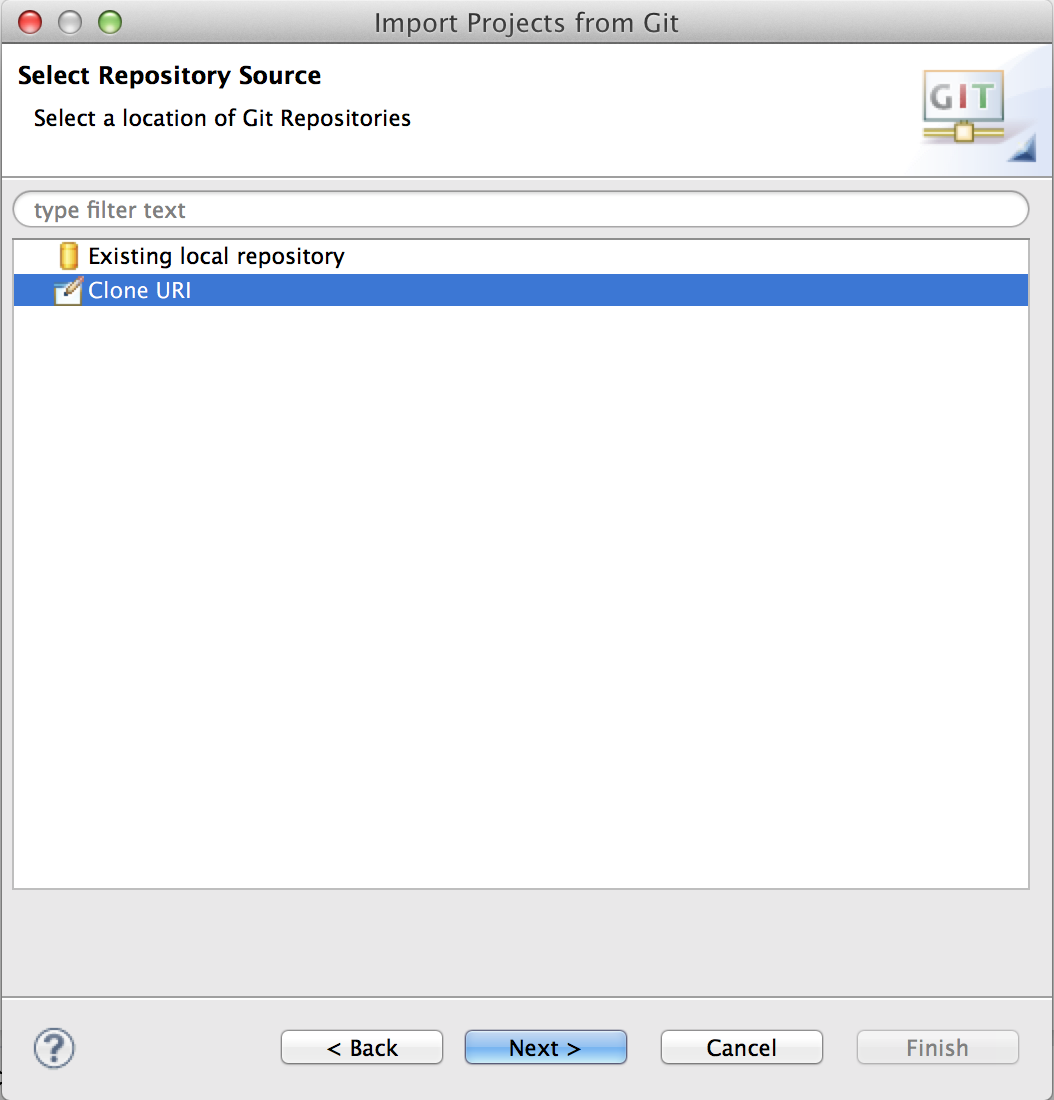 Import Projects from Git
Select Repository Source
Select a location of Git Repositories
GIT
type filter text
Existing local repository
Clone URI
?
< Back
Next >
Cancel
Finish